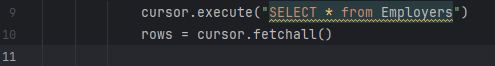 9 cursor.execute("SELECT * from Employers")
10 rows = cursor.fetchall()
11